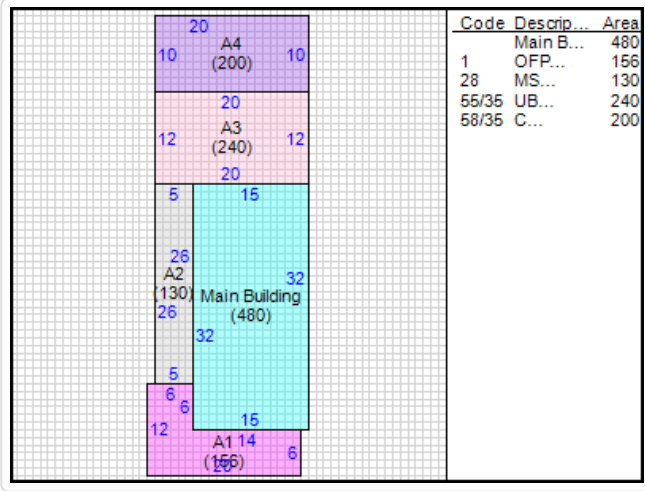 20
A4
10 (200) 10
20
A3
12 (240) 12
20
5 15
26
A2 32
(130) Main Building
26 (480)
32
5
6
6
12 15
A1 14
(156) 6
20
Code Descrip... Area
Main B... 480
1 OFP... 156
28 MS... 130
55/35 UB... 240
58/35 C... 200